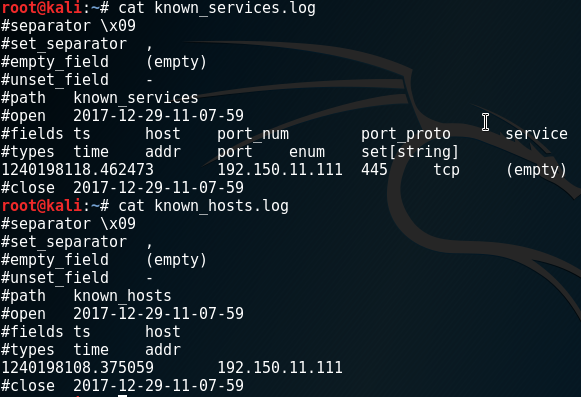 root@kali:~# cat known_services.log
#separator \x09
#set_separator  ,
#empty_field    (empty)
#unset_field    -
#path   known_services
#open   2017-12-29-11-07-59
#fields ts      host    port_num        port_proto      service
#types  time    addr    port    enum    set[string]
1240198118.462473       192.150.11.111  445     tcp     (empty)
#close  2017-12-29-07-59
root@kali:~# cat known_hosts.log
#separator \x09
#set_separator  ,
#empty_field    (empty)
#unset_field    -
#path   known_hosts
#open   2017-12-29-11-07-59
#fields ts      host
#types  time    addr
1240198108.375059       192.150.11.111
#close  2017-12-29-11-07-59